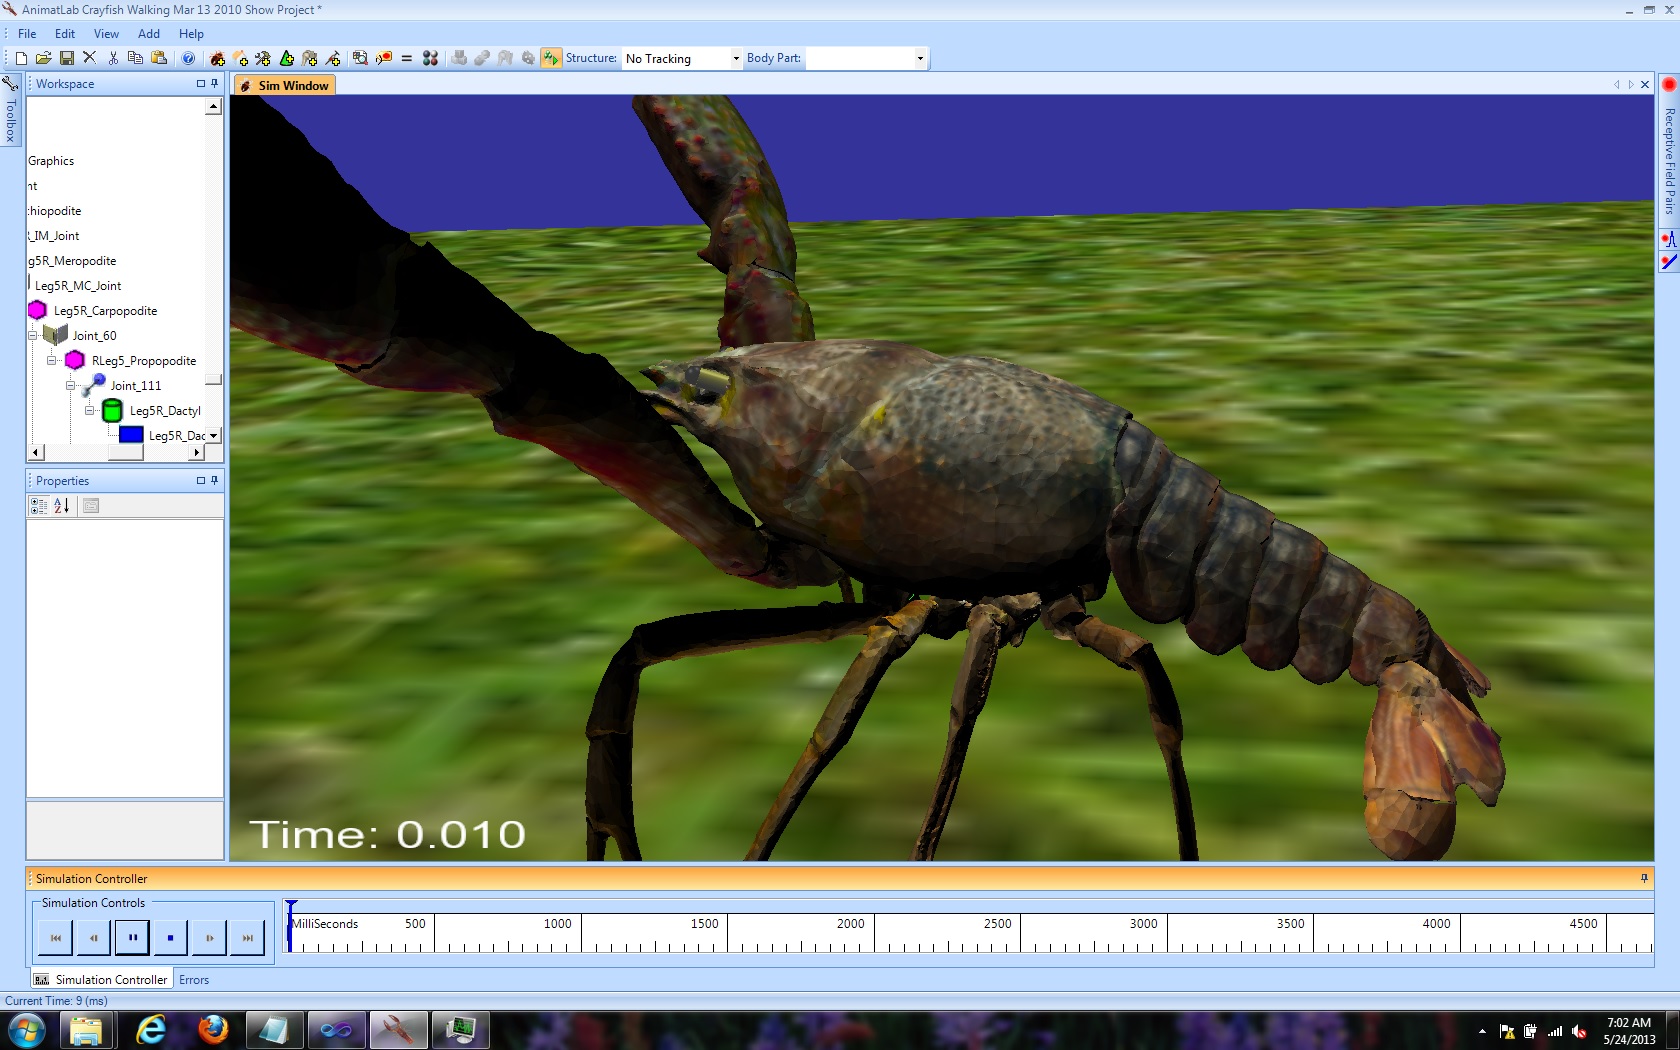 AnimatLab Crayfish Walking Mar 13 2010 Show Project *
File Edit View Add Help
Structure: No Tracking Body Part:
Toolbox
Workspace
Graphics
nt
chiopodite
R_IM_Joint
eg5R_Meropodite
Leg5R_MC_Joint
Leg5R_Carpopodite
Joint_60
RLeg5_Propopodite
Joint_111
Leg5R_Dactyl
Leg5R_Dac
Properties
Sim Window
Time: 0.010
Receptive Field Pairs
Simulation Controller
Simulation Controls
MilliSeconds 500 1000 1500 2000 2500 3000 3500 4000 4500
Simulation Controller Errors
Current Time: 9 (ms)
7:02 AM
5/24/2013